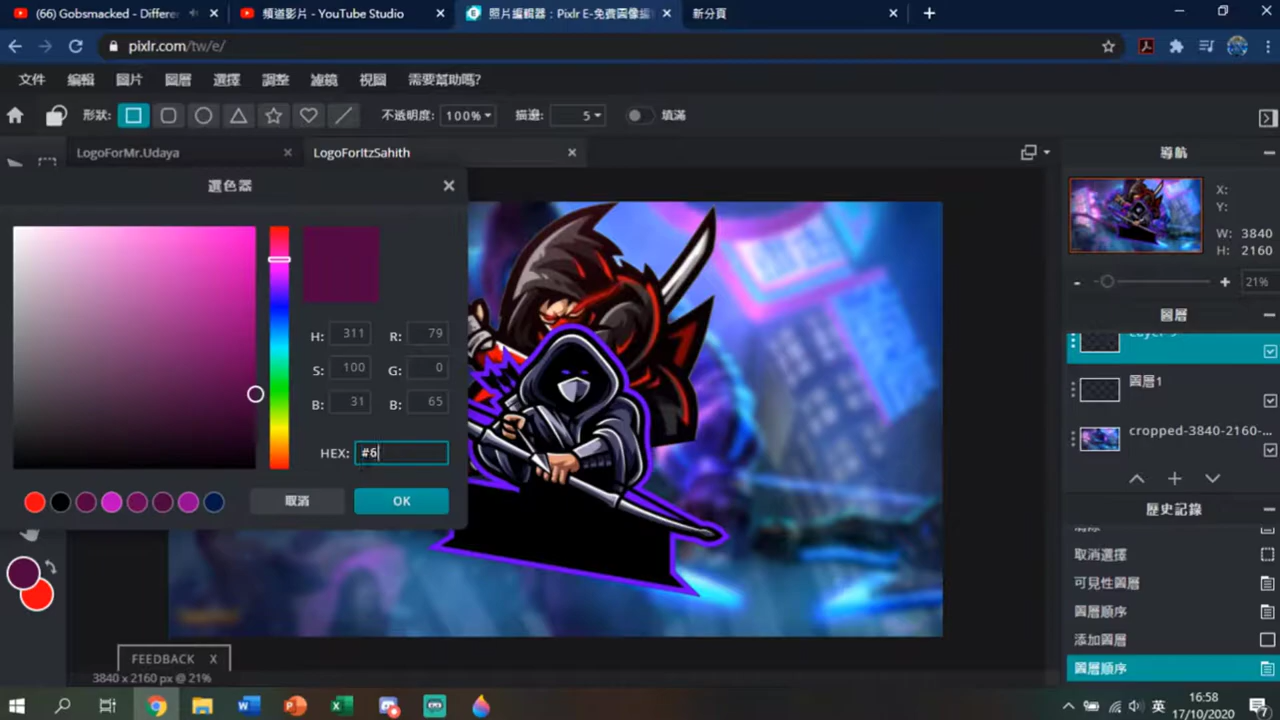 (66) Gobsmacked - Differe
頻道影片 - YouTube Studio
照片編輯器：Pixlr E-免費圖像編
新分頁
pixlr.com/tw/e/
文件 編輯 圖片 圖層 選擇 調整 濾鏡 視圖 需要幫助嗎?
形狀: 不透明度: 100% 描邊: 5 填滿
LogoForMr.Udaya
LogoForItzSahith
導航
選色器
X:
Y:
W: 3840
H: 2160
21%
圖層
H: 311 R: 79
S: 100 G: 0
B: 31 B: 65
圖層1
cropped-3840-2160-
HEX: #6
取消 OK
歷史記錄
取消選擇
可見性圖層
圖層順序
添加圖層
圖層順序
FEEDBACK X
3840 x 2160 px @ 21%
英
16:58
17/10/2020
7